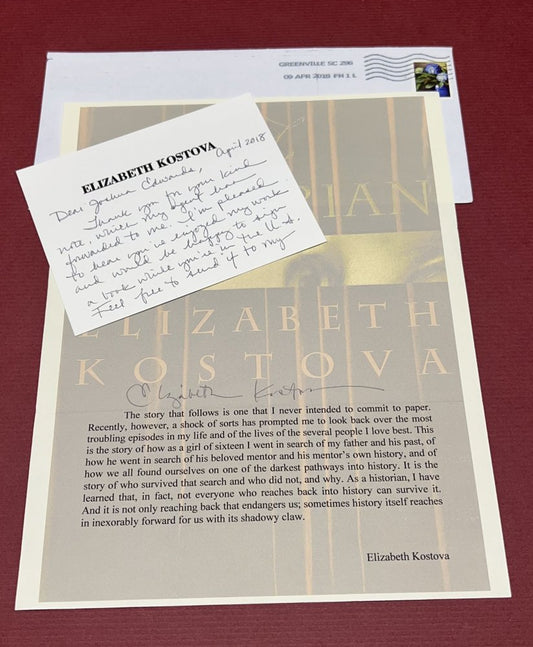 GREENVILLE SC 296
09 APR 2018 PM 1 L
ELIZABETH KOSTOVA
April 2018
Dear Joshua Edwards,
Thank you for your kind
note, which my agent has
forwarded to me. I'm pleased
to hear you've enjoyed my work
and would be happy to sign
a book while you're in the U.S.
Feel free to send it to my
RIAN
ELIZABETH
KOSTOVA
Elizabeth Kostova
The story that follows is one that I never intended to commit to paper.
Recently, however, a shock of sorts has prompted me to look back over the most
troubling episodes in my life and of the lives of the several people I love best. This
is the story of how as a girl of sixteen I went in search of my father and his past, of
how he went in search of his beloved mentor and his mentor's own history, and of
how we all found ourselves on one of the darkest pathways into history. It is the
story of who survived that search and who did not, and why. As a historian, I have
learned that, in fact, not everyone who reaches back into history can survive it.
And it is not only reaching back that endangers us; sometimes history itself reaches
in inexorably forward for us with its shadowy claw.
Elizabeth Kostova